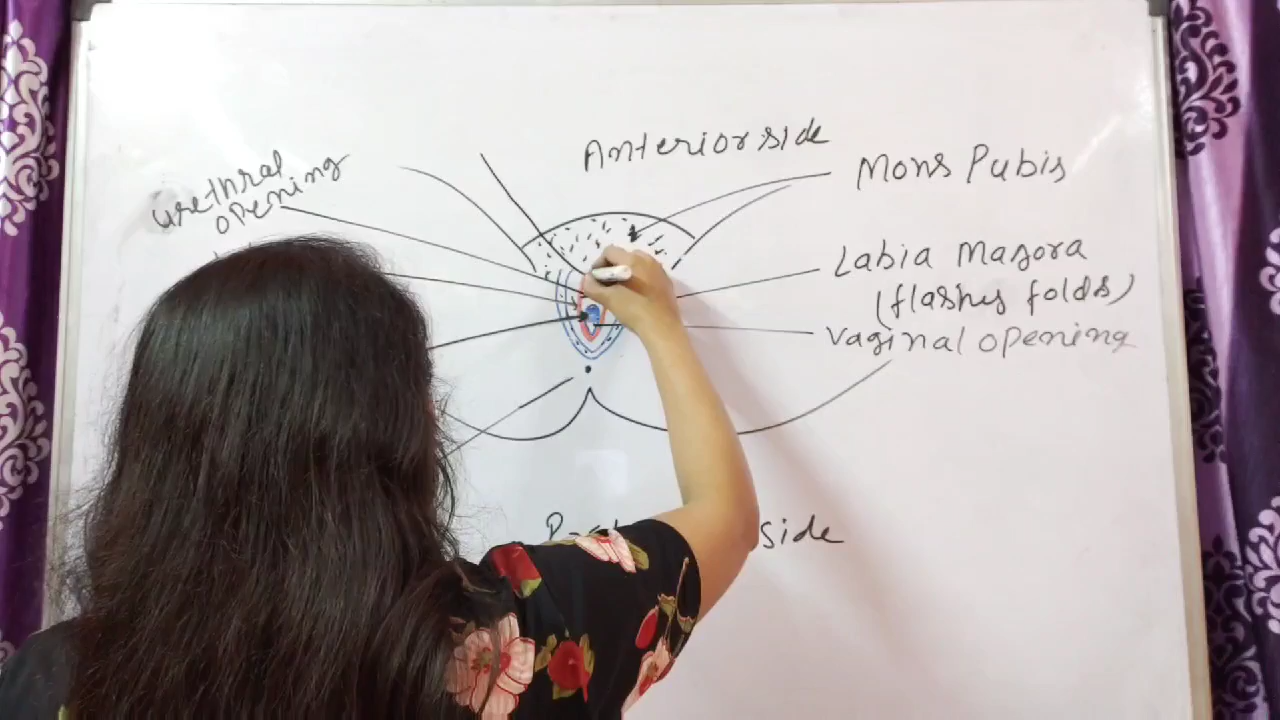 Anterior side
Urethral
opening
Mons Pubis
Labia Majora
(flashy folds)
Vaginal opening
side